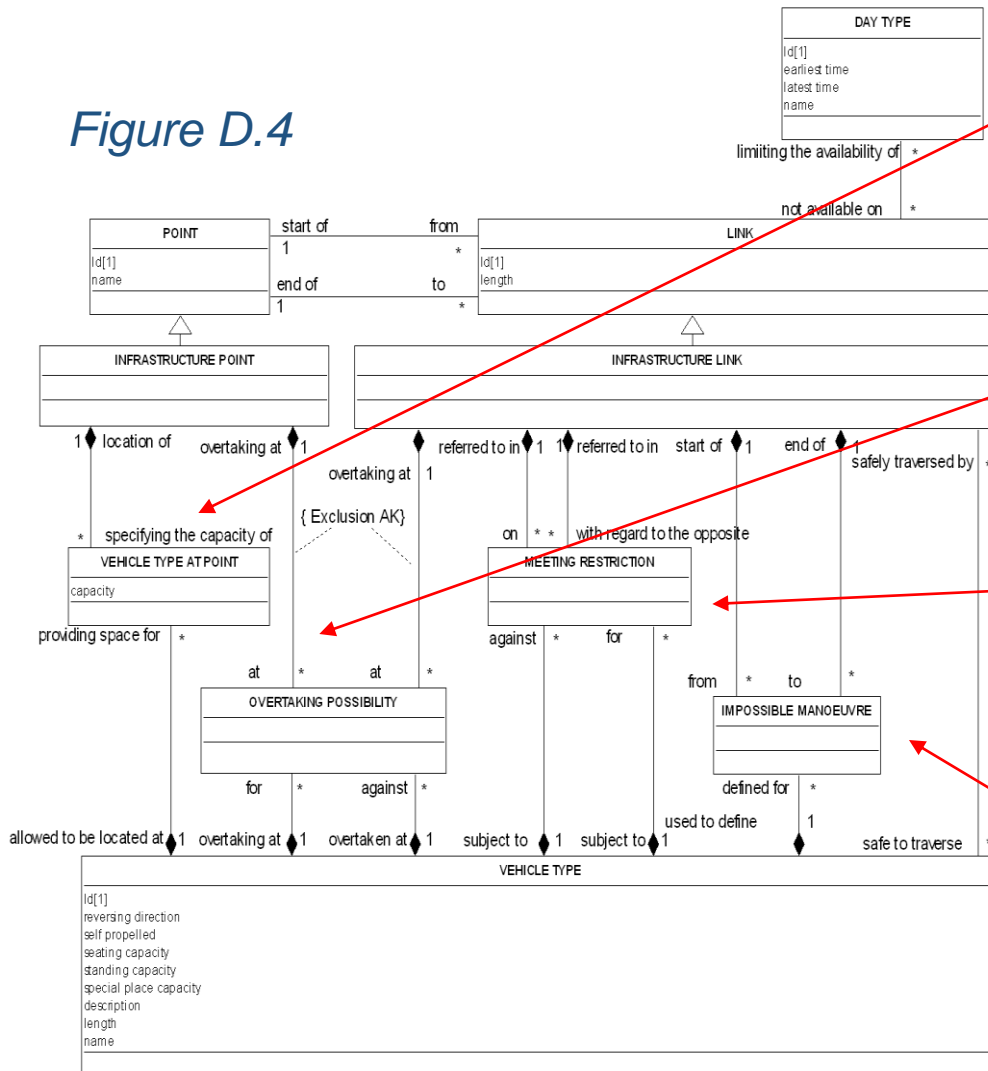 DAY TYPE
Id[1]
earliest time
latest time
name
Figure D.4
limiiting the availability of *
not available on *
POINT
Id[1]
name
start of from
1 *
end of to
1 *
LINK
Id[1]
length
INFRASTRUCTURE POINT
INFRASTRUCTURE LINK
1 location of
overtaking at 1
overtaking at 1
referred to in 1
1 referred to in
start of 1
end of 1
safely traversed by *
{ Exclusion AK}
* specifying the capacity of
on *
* with regard to the opposite
VEHICLE TYPE AT POINT
capacity
MEETING RESTRICTION
providing space for *
against *
for *
at *
at *
from *
to *
OVERTAKING POSSIBILITY
IMPOSSIBLE MANOEUVRE
for *
against *
defined for *
used to define 1
allowed to be located at 1
overtaking at 1
overtaken at 1
subject to 1
subject to 1
safe to traverse *
VEHICLE TYPE
Id[1]
reversing direction
self propelled
seating capacity
standing capacity
special place capacity
description
length
name